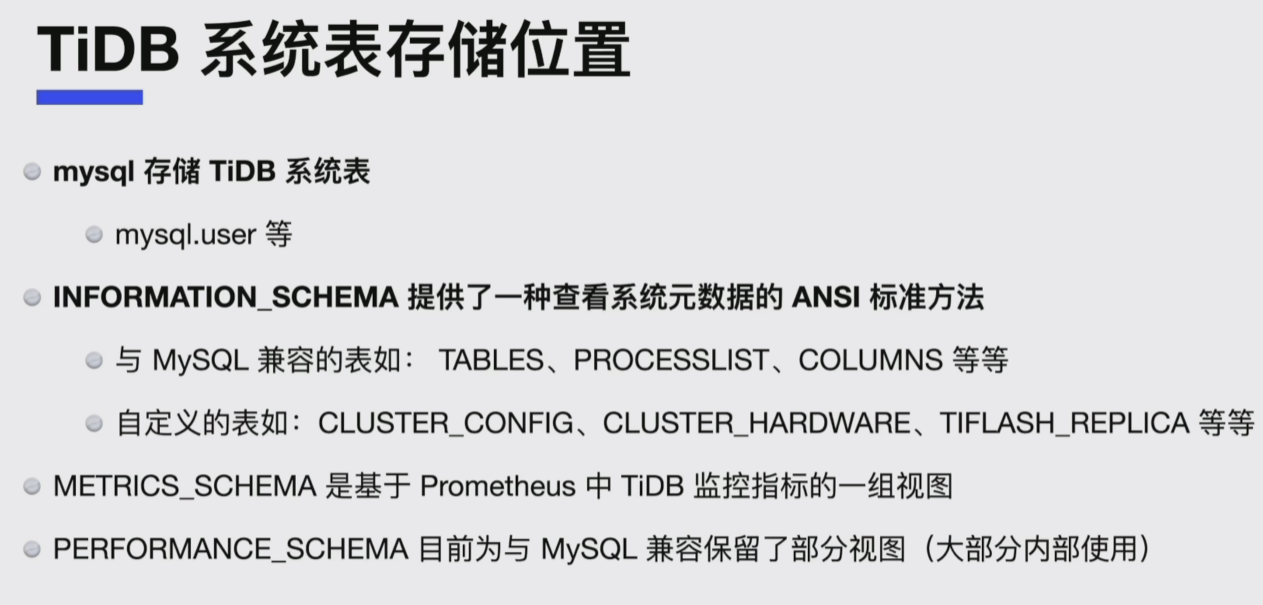 TiDB 系统表存储位置
mysql 存储 TiDB 系统表
mysql.user 等
INFORMATION_SCHEMA 提供了一种查看系统元数据的 ANSI 标准方法
与 MySQL 兼容的表如： TABLES、PROCESSLIST、COLUMNS 等等
自定义的表如：CLUSTER_CONFIG、CLUSTER_HARDWARE、TIFLASH_REPLICA 等等
METRICS_SCHEMA 是基于 Prometheus 中 TiDB 监控指标的一组视图
PERFORMANCE_SCHEMA 目前为与 MySQL 兼容保留了部分视图（大部分内部使用）